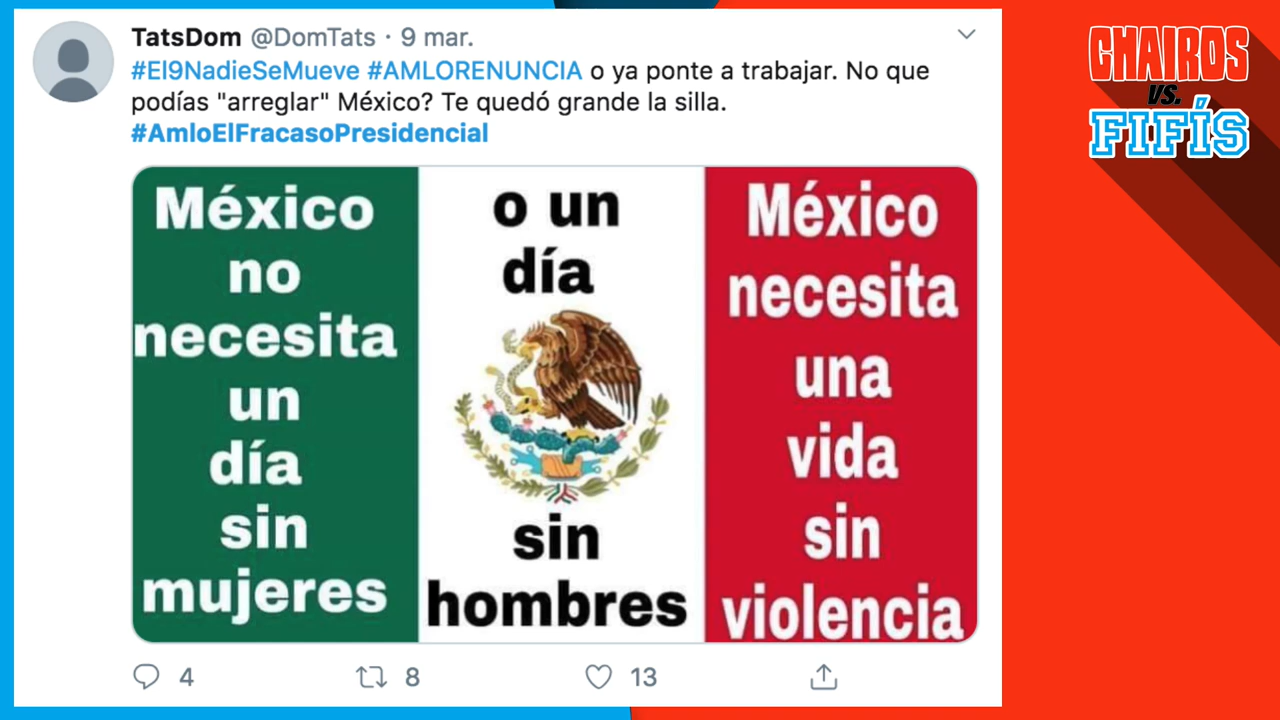 TatsDom @DomTats · 9 mar.
#El9NadieSeMueve #AMLORENUNCIA o ya ponte a trabajar. No que
podías "arreglar" México? Te quedó grande la silla.
#AmloElFracasoPresidencial
México
no
necesita
un
día
sin
mujeres
o un
día
sin
hombres
México
necesita
una
vida
sin
violencia
4
8
13
CHAIROS
VS.
FIFÍS